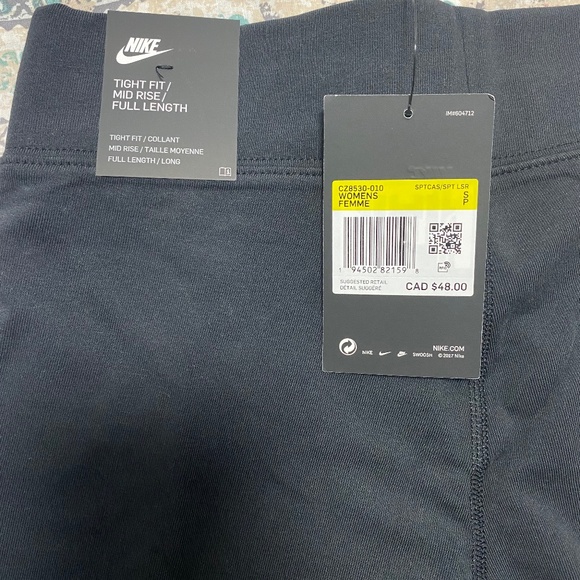 NIKE
TIGHT FIT/
MID RISE/
FULL LENGTH
TIGHT FIT/COLLANT
MID RISE/TAILLE MOYENNE
FULL LENGTH/LONG
IM#604712
CZ8530-010 SPTCAS/SPT LSR
WOMENS S
FEMME P
1 94502 82159 8
SUGGESTED RETAIL
DETAIL SUGGÉRÉ
CAD $48.00
NIKE.COM
NIKE SWOOSH © 2017 Nike